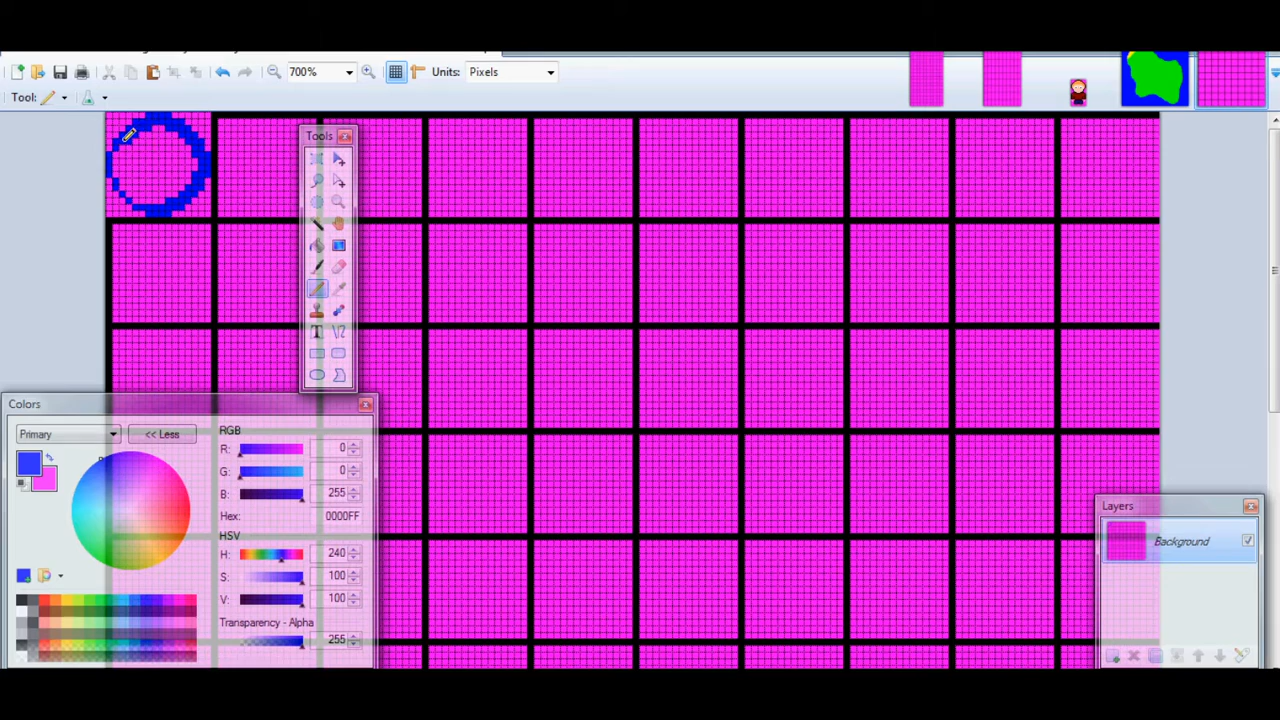 700%
Units:
Pixels
Tool:
Tools
Colors
Primary
<< Less
RGB
R:
0
G:
0
B:
255
Hex:
0000FF
HSV
H:
240
S:
100
V:
100
Transparency - Alpha
255
Layers
Background